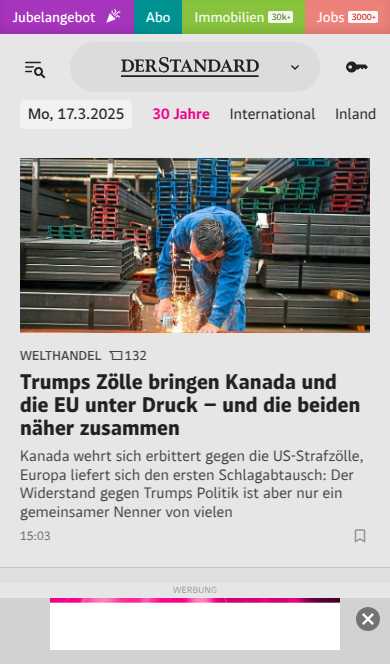 Jubelangebot Abo Immobilien 30k+ Jobs 3000+
DERSTANDARD
Mo, 17.3.2025 30 Jahre International Inland
WELTHANDEL 132
Trumps Zölle bringen Kanada und
die EU unter Druck – und die beiden
näher zusammen
Kanada wehrt sich erbittert gegen die US-Strafzölle,
Europa liefert sich den ersten Schlagabtausch: Der
Widerstand gegen Trumps Politik ist aber nur ein
gemeinsamer Nenner von vielen
15:03
WERBUNG